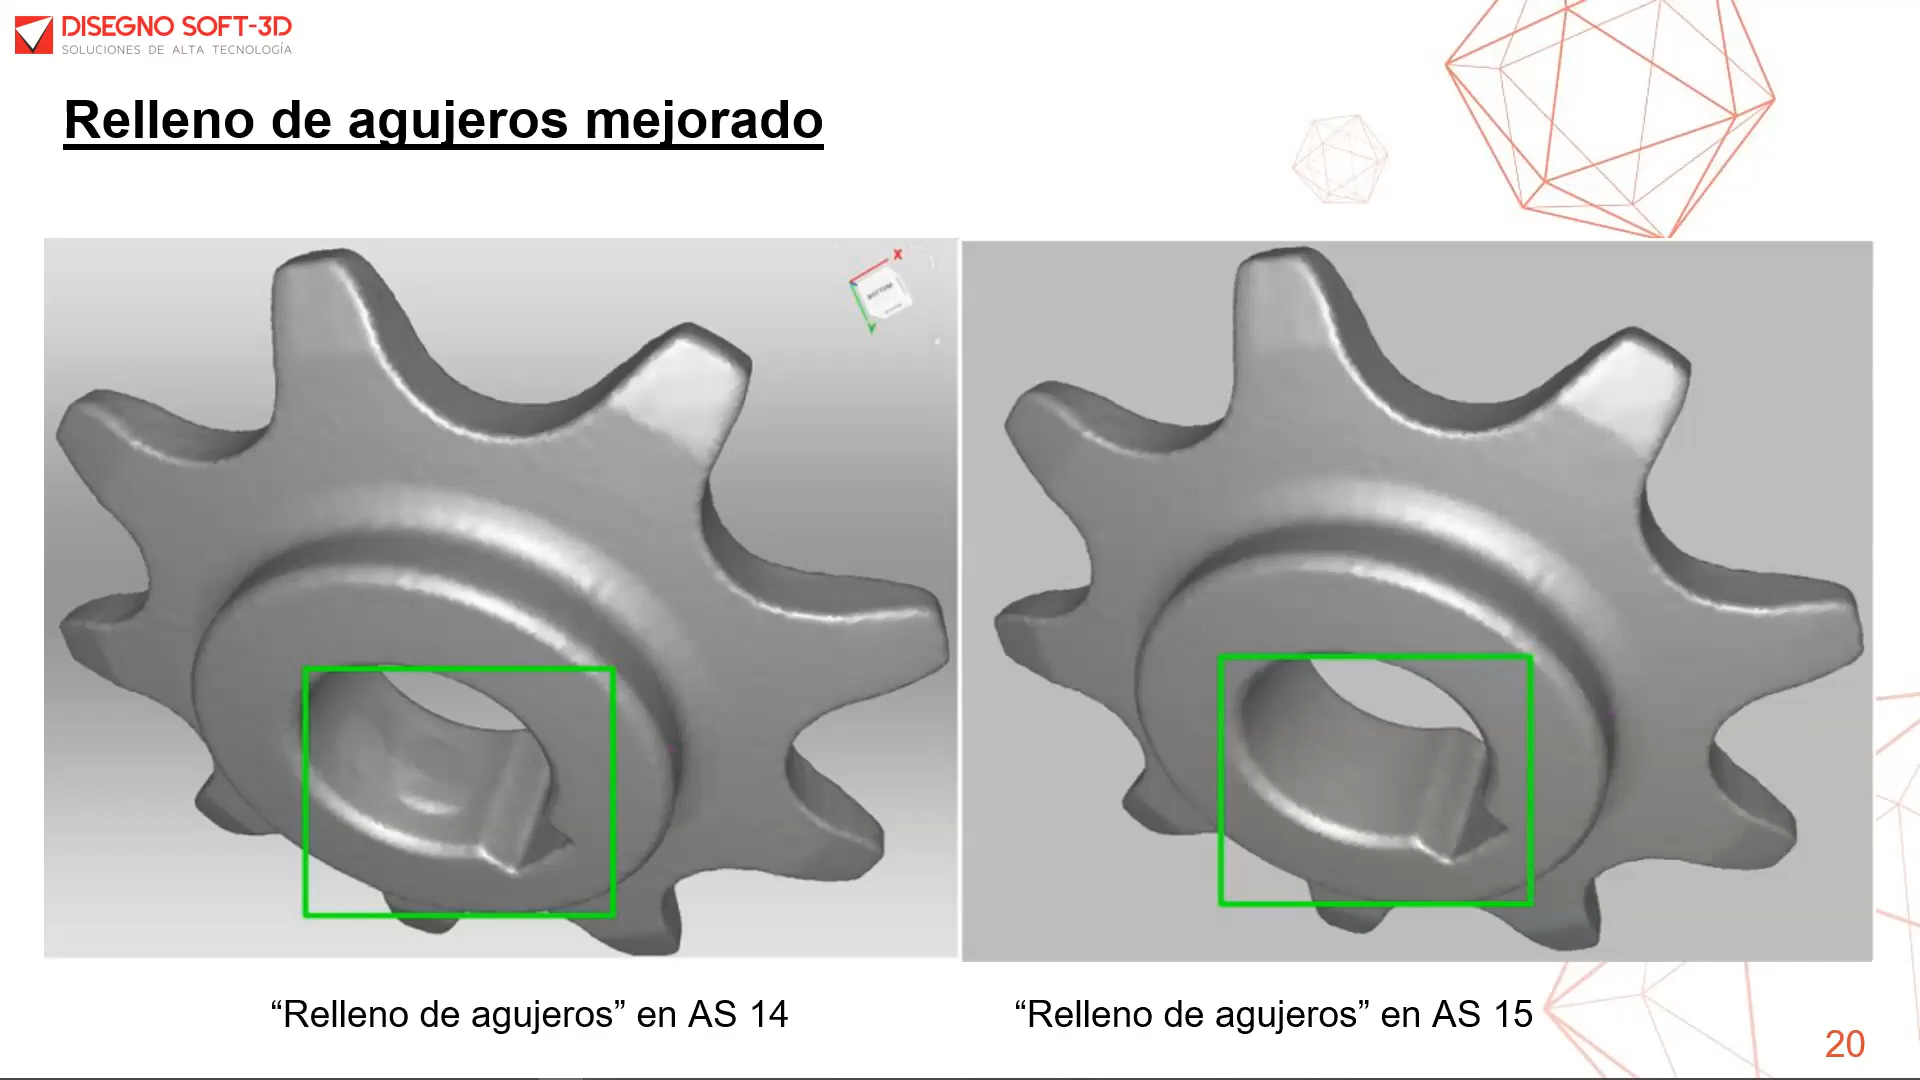 DISEGNO SOFT-3D
SOLUCIONES DE ALTA TECNOLOGÍA
Relleno de agujeros mejorado
X
BOTTOM
Y
“Relleno de agujeros” en AS 14
“Relleno de agujeros” en AS 15
20